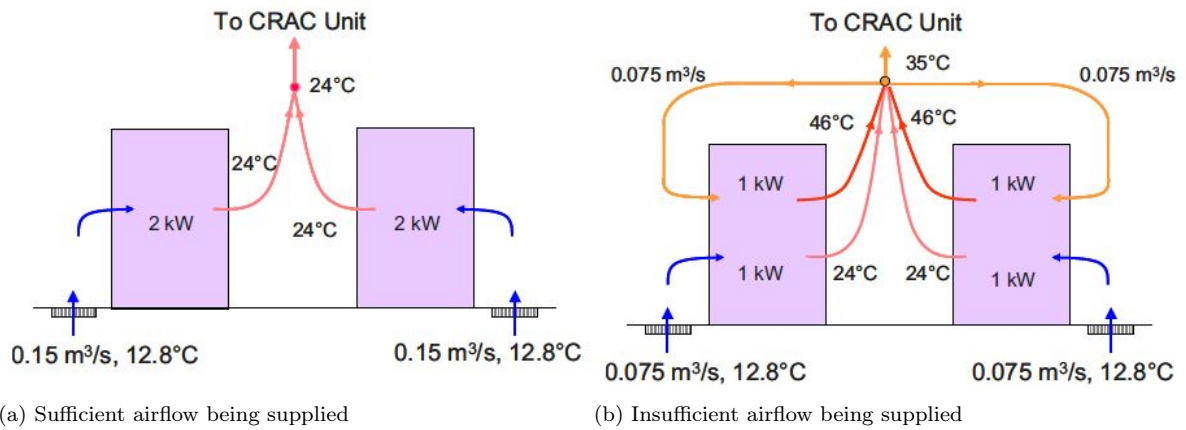 To CRAC Unit
24°C
24°C
24°C
2 kW
2 kW
0.15 m³/s, 12.8°C
0.15 m³/s, 12.8°C
(a) Sufficient airflow being supplied
To CRAC Unit
35°C
0.075 m³/s
0.075 m³/s
46°C
46°C
1 kW
1 kW
24°C
24°C
1 kW
1 kW
0.075 m³/s, 12.8°C
0.075 m³/s, 12.8°C
(b) Insufficient airflow being supplied